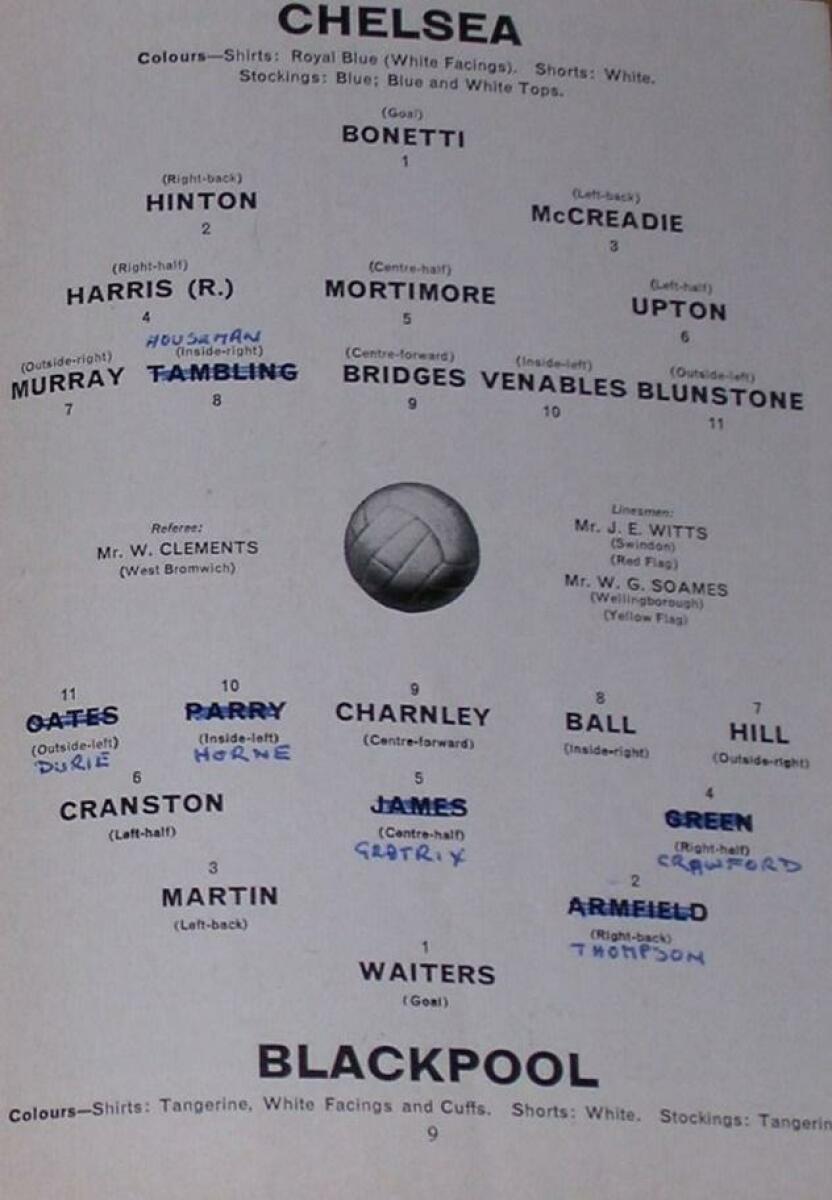 CHELSEA
Colours—Shirts: Royal Blue (White Facings). Shorts: White.
Stockings: Blue; Blue and White Tops.
(Goal)
BONETTI
1
(Right-back)
HINTON
2
(Left-back)
McCREADIE
3
(Right-half)
HARRIS (R.)
4
(Centre-half)
MORTIMORE
5
(Left-half)
UPTON
6
(Outside-right)
MURRAY
7
HOUSEMAN
(Inside-right)
TAMBLING
8
(Centre-forward)
BRIDGES
9
(Inside-left)
VENABLES
10
(Outside-left)
BLUNSTONE
11
Referee:
Mr. W. CLEMENTS
(West Bromwich)
Linesmen:
Mr. J. E. WITTS
(Swindon)
(Red Flag)
Mr. W. G. SOAMES
(Wellingborough)
(Yellow Flag)
11
OATES
(Outside-left)
DURIE
10
PARRY
(Inside-left)
HORNE
9
CHARNLEY
(Centre-forward)
8
BALL
(Inside-right)
7
HILL
(Outside-right)
6
CRANSTON
(Left-half)
5
JAMES
(Centre-half)
GRATRIX
4
GREEN
(Right-half)
CRAWFORD
3
MARTIN
(Left-back)
2
ARMFIELD
(Right-back)
THOMPSON
1
WAITERS
(Goal)
BLACKPOOL
Colours—Shirts: Tangerine, White Facings and Cuffs. Shorts: White. Stockings: Tangerin
9